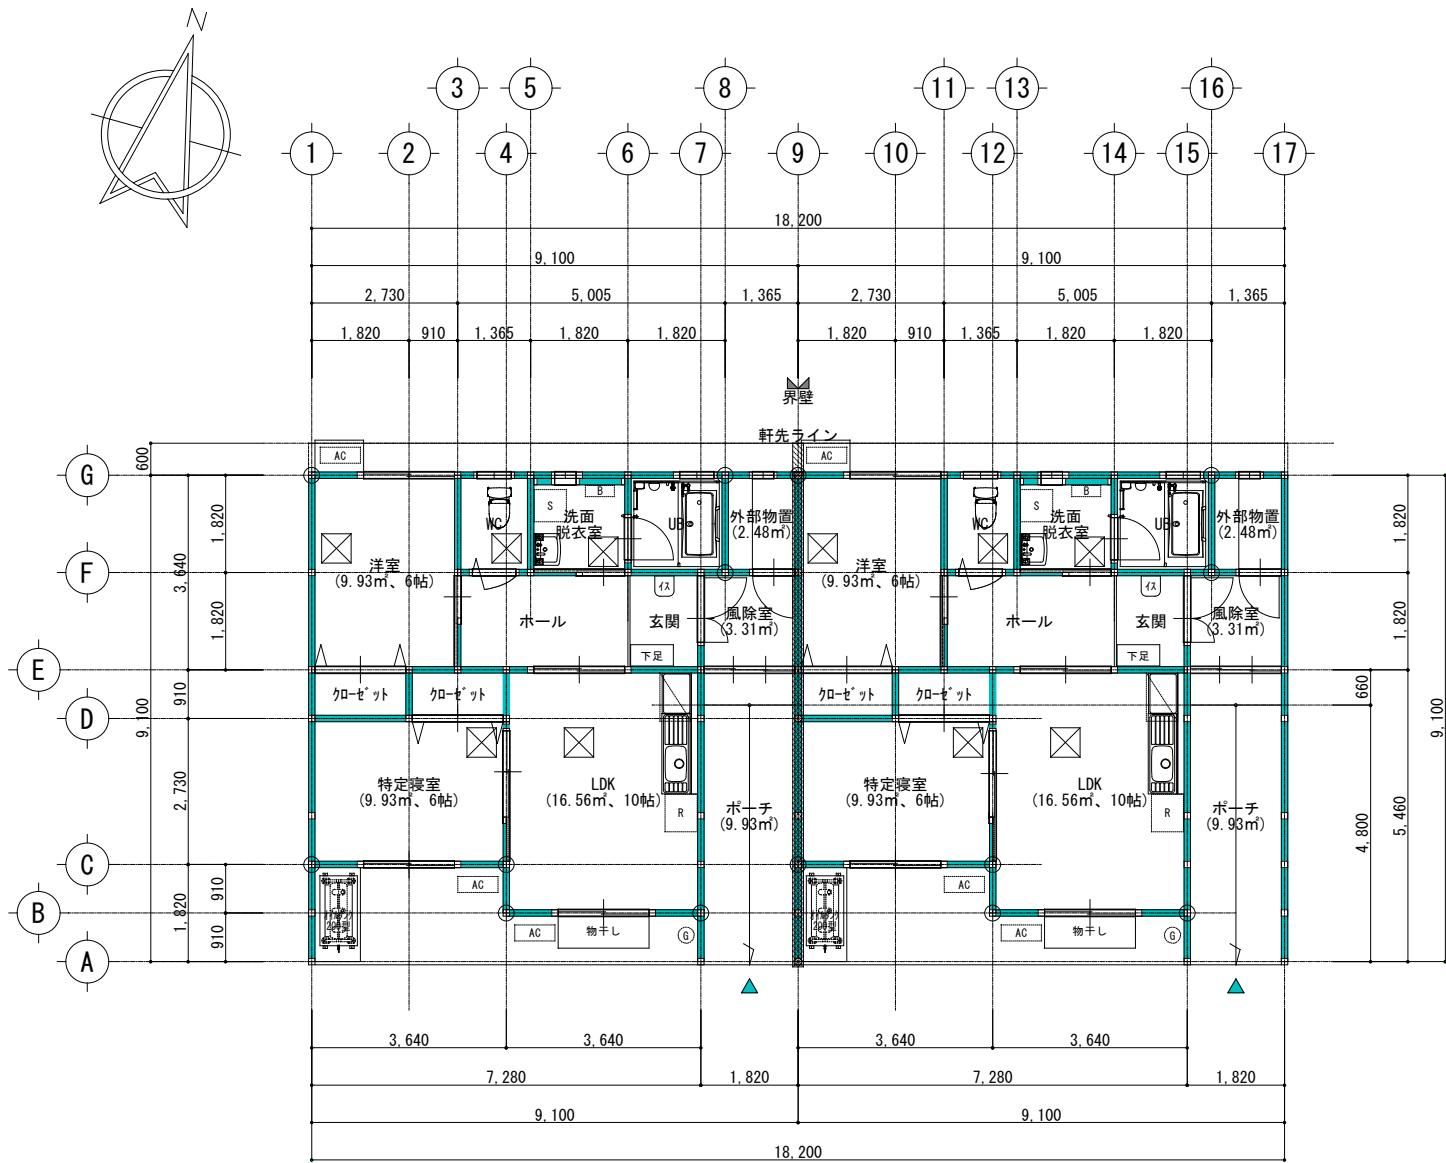 N
3 5 8 11 13 16
1 2 4 6 7 9 10 12 14 15 17
18,200
9,100 9,100
2,730 5,005 1,365 2,730 5,005 1,365
1,820 910 1,365 1,820 1,820 1,820 910 1,365 1,820 1,820
界壁
軒先ライン
600
AC AC
G
WC S B 洗面 脱衣室 UB 外部物置 (2.48㎡)
WC S B 洗面 脱衣室 UB 外部物置 (2.48㎡)
1,820 1,820
F
3,640
洋室
(9.93㎡、6帖)
洋室
(9.93㎡、6帖)
ホール
イス
玄関
下足
風除室
(3.31㎡)
ホール
イス
玄関
下足
風除室
(3.31㎡)
1,820 1,820
E
クローゼット クローゼット クローゼット クローゼット
910 660
D
9,100 9,100
2,730
特定寝室
(9.93㎡、6帖)
LDK
(16.56㎡、10帖)
R
ポーチ
(9.93㎡)
特定寝室
(9.93㎡、6帖)
LDK
(16.56㎡、10帖)
R
ポーチ
(9.93㎡)
4,800 5,460
C
1,820 910 910
AC AC
B
AC 物干し G AC 物干し G
A
3,640 3,640 3,640 3,640
7,280 1,820 7,280 1,820
9,100 9,100
18,200